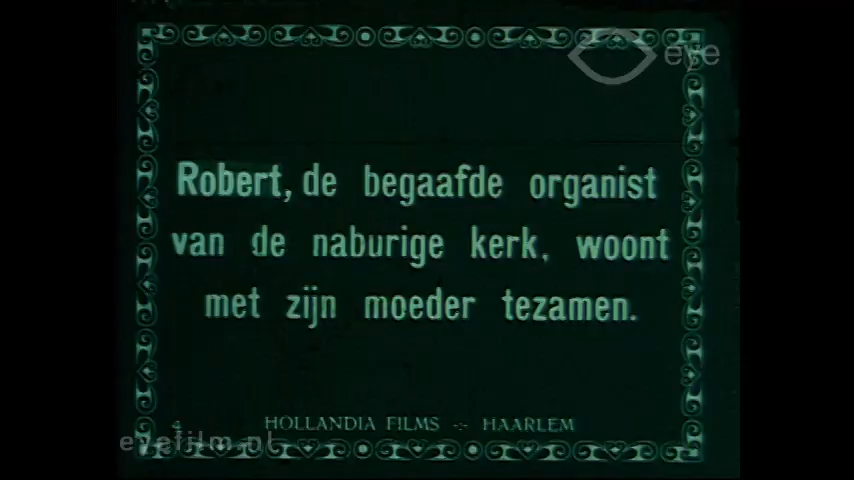 eye
Robert, de begaafde organist
van de naburige kerk, woont
met zijn moeder tezamen.
4
HOLLANDIA FILMS -:- HAARLEM
eyefilm.nl